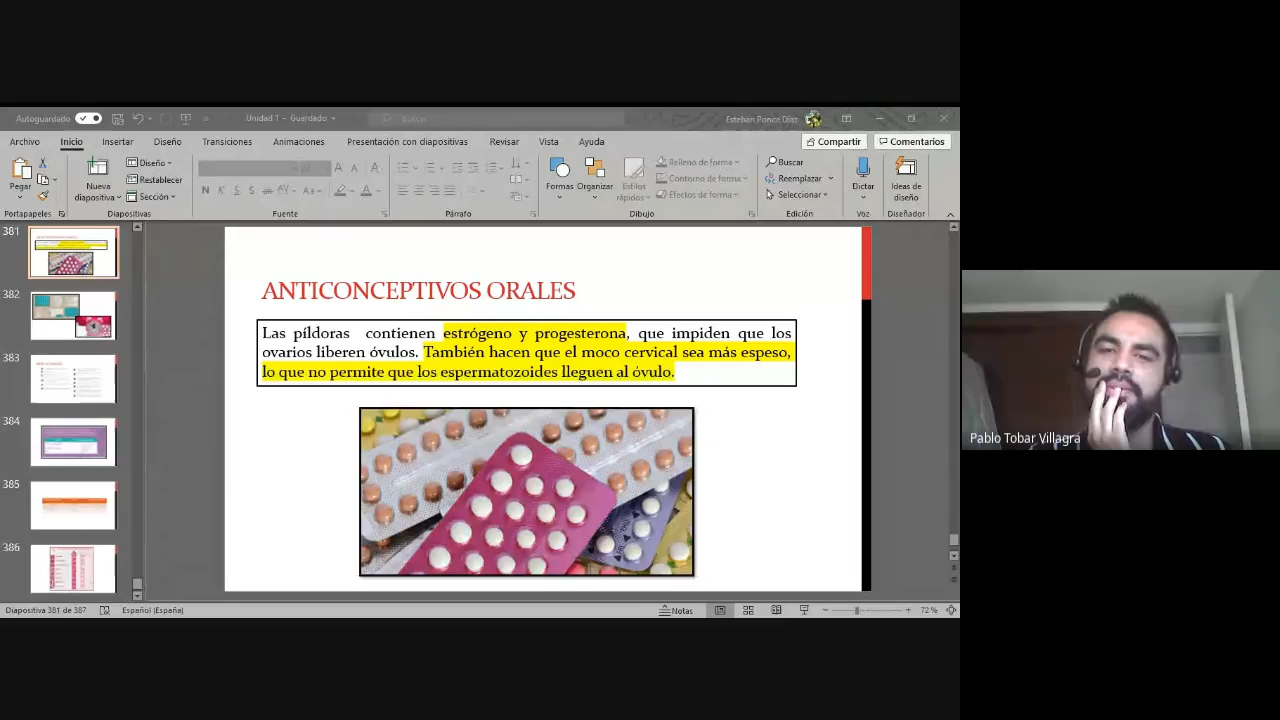 Autoguardado
Unidad 1 – Guardado
Buscar
Esteban Ponce Díaz
Archivo Inicio Insertar Diseño Transiciones Animaciones Presentación con diapositivas Revisar Vista Ayuda Compartir Comentarios
Pegar
Nueva diapositiva
Diseño
Restablecer
Sección
N K S S ab AV Aa A
Formas
Organizar
Estilos rápidos
Relleno de forma
Contorno de forma
Efectos de forma
Buscar
Reemplazar
Seleccionar
Dictar
Ideas de diseño
Portapapeles Diapositivas Fuente Párrafo Dibujo Edición Voz Diseñador
381
382
383
384
385
386
ANTICONCEPTIVOS ORALES
Las píldoras contienen estrógeno y progesterona, que impiden que los
ovarios liberen óvulos. También hacen que el moco cervical sea más espeso,
lo que no permite que los espermatozoides lleguen al óvulo.
Pablo Tobar Villagra
Diapositiva 381 de 387 Español (España) Notas 72 %